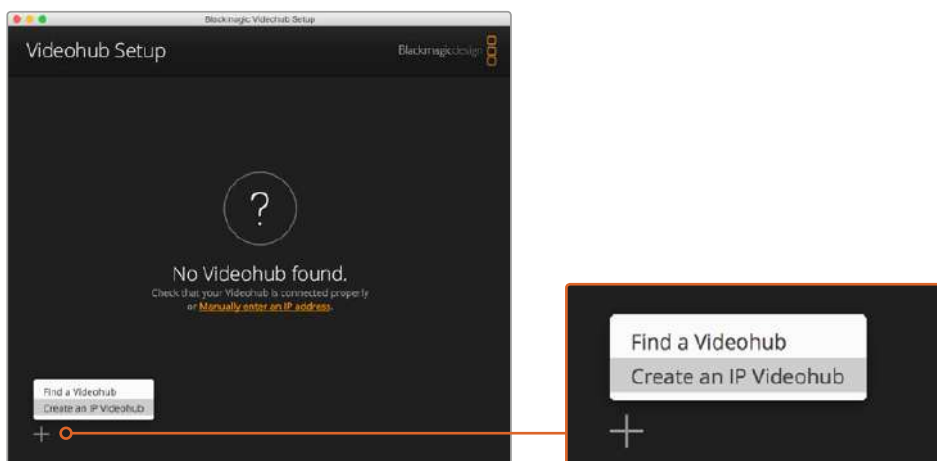 Blackmagic Videohub Setup
Videohub Setup
Blackmagicdesign
?
No Videohub found.
Check that your Videohub is connected properly
or Manually enter an IP address.
Find a Videohub
Create an IP Videohub
Find a Videohub
Create an IP Videohub